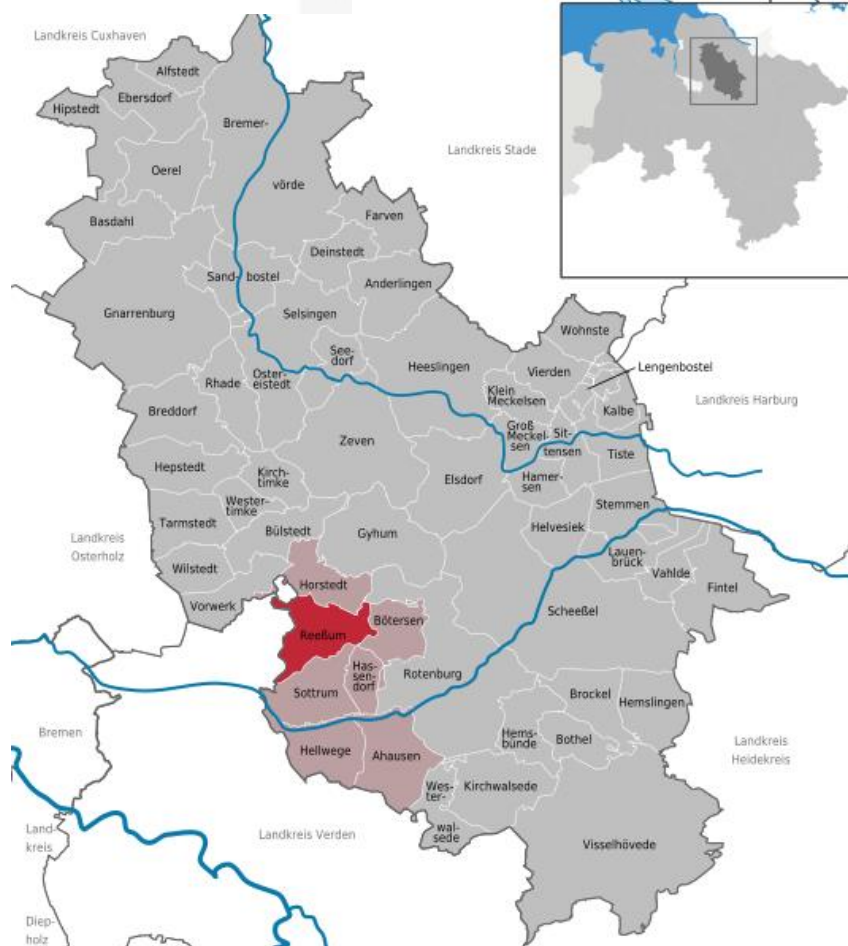 Landkreis Cuxhaven
Alfstedt
Ebersdorf
Hipstedt
Bremer-
vörde
Oerel
Landkreis Stade
Basdahl
Farven
Deinstedt
Sand-
bostel
Anderlingen
Gnarrenburg
Selsingen
Wohnste
See-
dorf
Heeslingen
Vierden
Lengenbostel
Rhade
Oster-
eistedt
Klein
Meckelsen
Landkreis Harburg
Breddorf
Kalbe
Zeven
Groß
Meckel-
sen
Sit-
tensen
Tiste
Hepstedt
Kirch-
timke
Elsdorf
Hamer-
sen
Wester-
timke
Stemmen
Tarmstedt
Bülstedt
Gyhum
Helvesiek
Landkreis
Osterholz
Lauen-
brück
Wilstedt
Vahlde
Fintel
Horstedt
Vorwerk
Scheeßel
Reeßum
Bötersen
Has-
sen-
dorf
Rotenburg
Sottrum
Brockel
Hemslingen
Bremen
Hems-
bünde
Bothel
Landkreis
Heidekreis
Hellwege
Ahausen
Wes-
ter-
walsede
Kirchwalsede
Land-
kreis
Landkreis Verden
Visselhövede
Diep-
holz